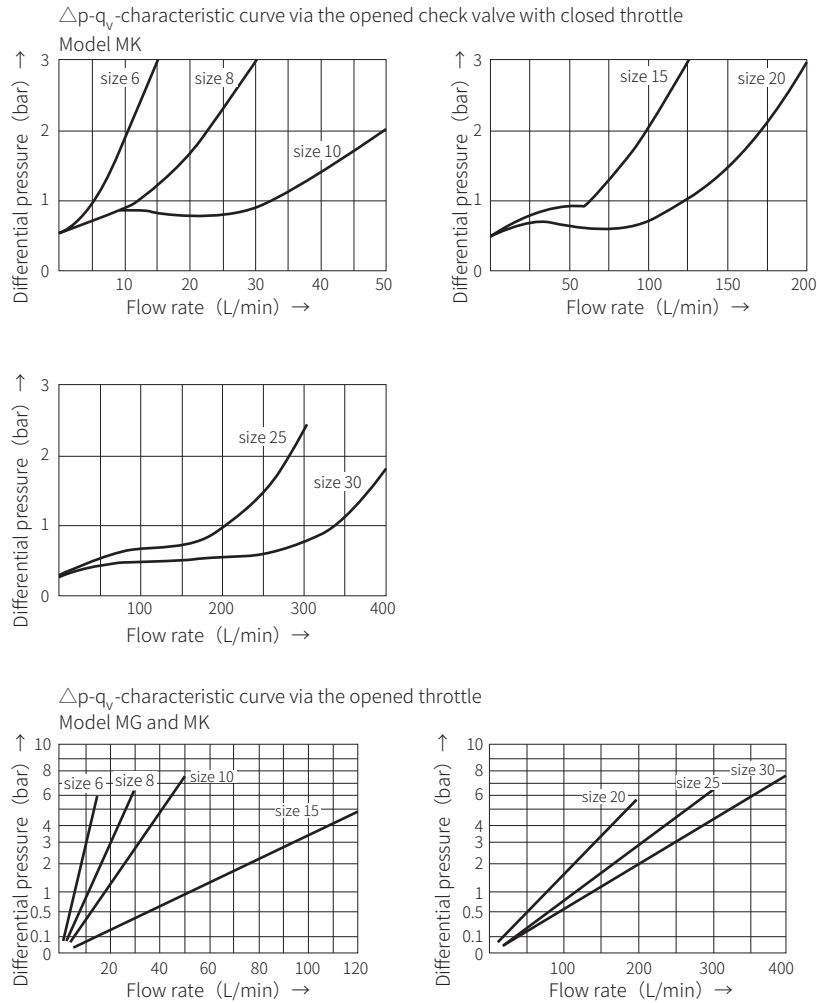 △p-qv-characteristic curve via the opened check valve with closed throttle
Model MK
Differential pressure (bar) →
3
2
1
0
size 6
size 8
size 10
10 20 30 40 50
Flow rate (L/min) →
Differential pressure (bar) →
3
2
1
0
size 15
size 20
50 100 150 200
Flow rate (L/min) →
Differential pressure (bar) →
3
2
1
0
size 25
size 30
100 200 300 400
Flow rate (L/min) →
△p-qv-characteristic curve via the opened throttle
Model MG and MK
Differential pressure (bar) →
10
8
6
4
3
2
1
0.5
0.1
0
size 6 size 8 size 10
size 15
20 40 60 80 100 120
Flow rate (L/min) →
Differential pressure (bar) →
10
8
6
4
3
2
1
0.5
0.1
0
size 20
size 25
size 30
100 200 300 400
Flow rate (L/min) →